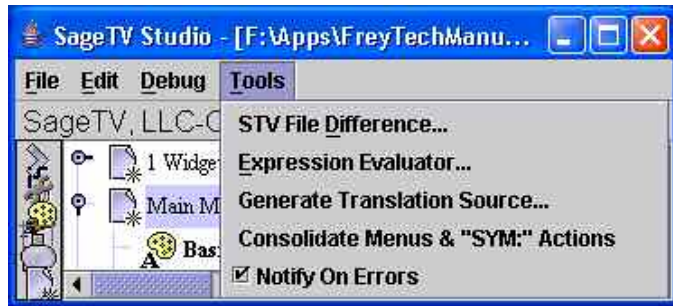 SageTV Studio - [F:\Apps\FreyTechManu...
File Edit Debug Tools
SageTV, LLC-C
STV File Difference...
1 Widge
Expression Evaluator...
Main M
Generate Translation Source...
Bas
Consolidate Menus & "SYM:" Actions
Notify On Errors